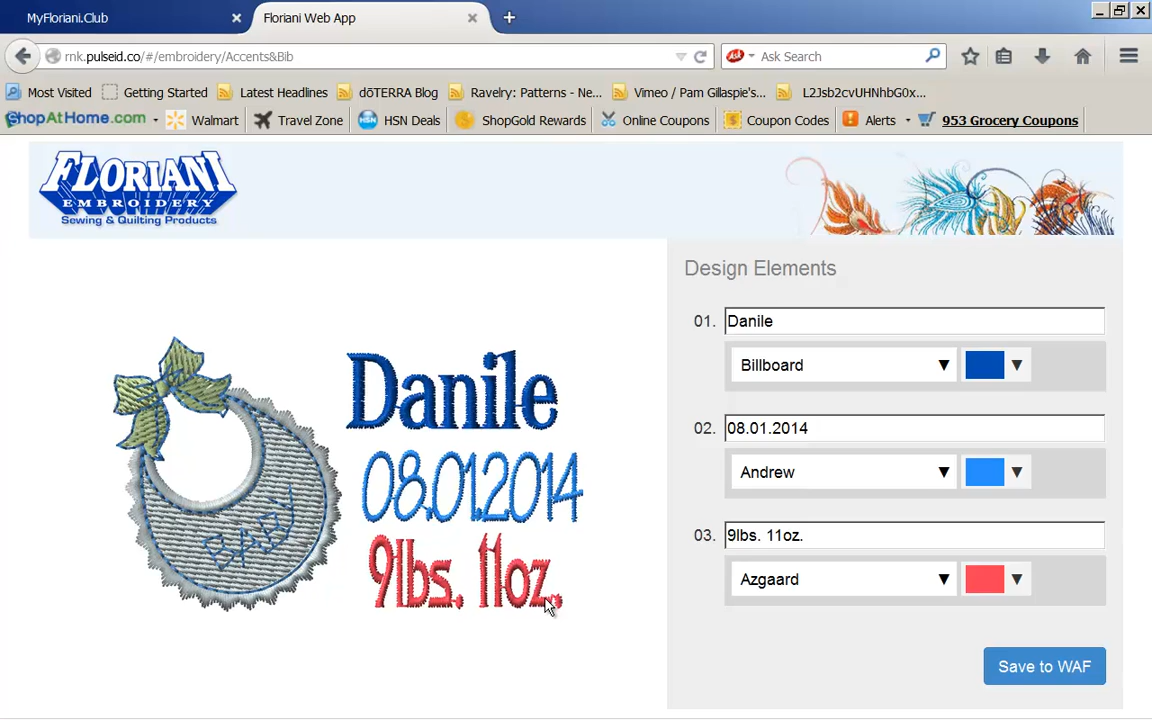 MyFloriani.Club
Floriani Web App
rnk.pulseid.co/#/embroidery/Accents&Bib
Ask
Ask Search
Most Visited
Getting Started
Latest Headlines
dōTERRA Blog
Ravelry: Patterns - Ne...
Vimeo / Pam Gillaspie's...
L2Jsb2cvUHNhbG0x...
ShopAtHome.com
Walmart
Travel Zone
HSN Deals
ShopGold Rewards
Online Coupons
Coupon Codes
Alerts
953 Grocery Coupons
FLORIANI
EMBROIDERY
Sewing & Quilting Products
Design Elements
01. Danile
Billboard
02. 08.01.2014
Andrew
03. 9lbs. 11oz.
Azgaard
Save to WAF
BABY
Danile
08.01.2014
9lbs. 11oz.